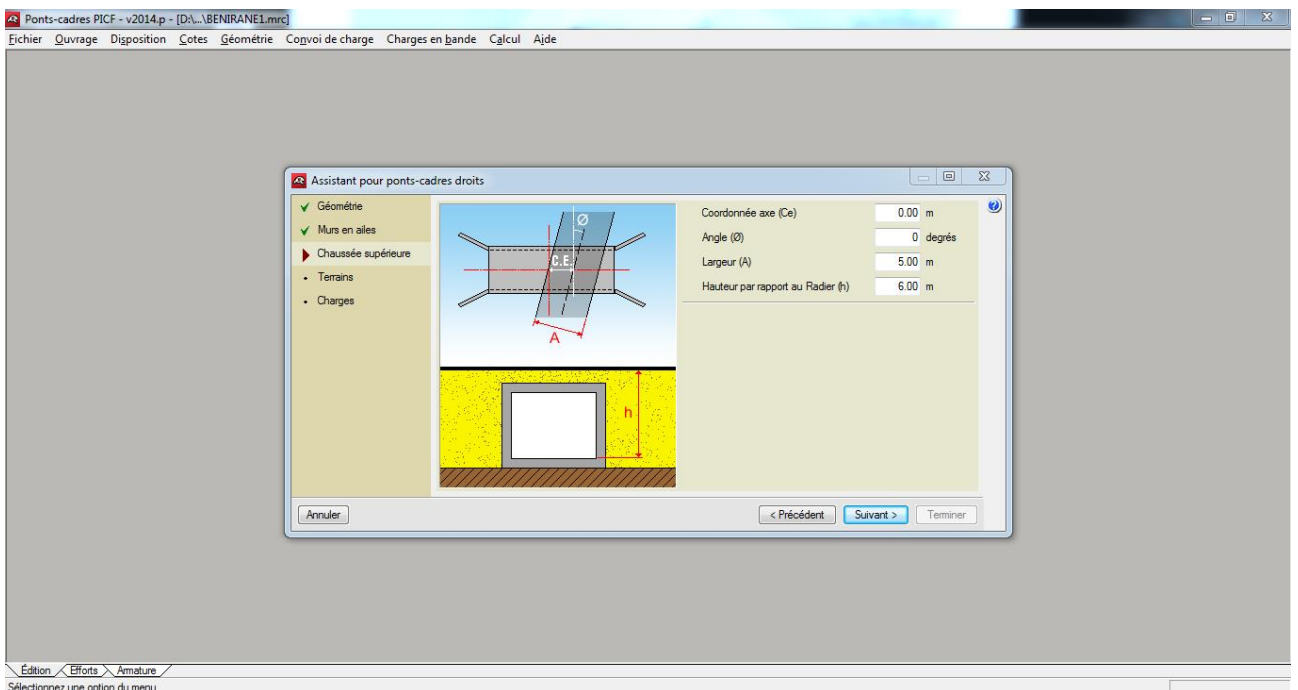 Ponts-cadres PICF - v2014.p - [D:\...\BENIRANE1.mrc]
Fichier Ouvrage Disposition Cotes Géométrie Convoi de charge Charges en bande Calcul Aide
Assistant pour ponts-cadres droits
Géométrie
Murs en ailes
Chaussée supérieure
Terrains
Charges
Ø
C.E.
A
h
Coordonnée axe (Ce) 0.00 m
Angle (Ø) 0 degrés
Largeur (A) 5.00 m
Hauteur par rapport au Radier (h) 6.00 m
Annuler < Précédent Suivant > Terminer
Édition Efforts Armature
Sélectionnez une option du menu